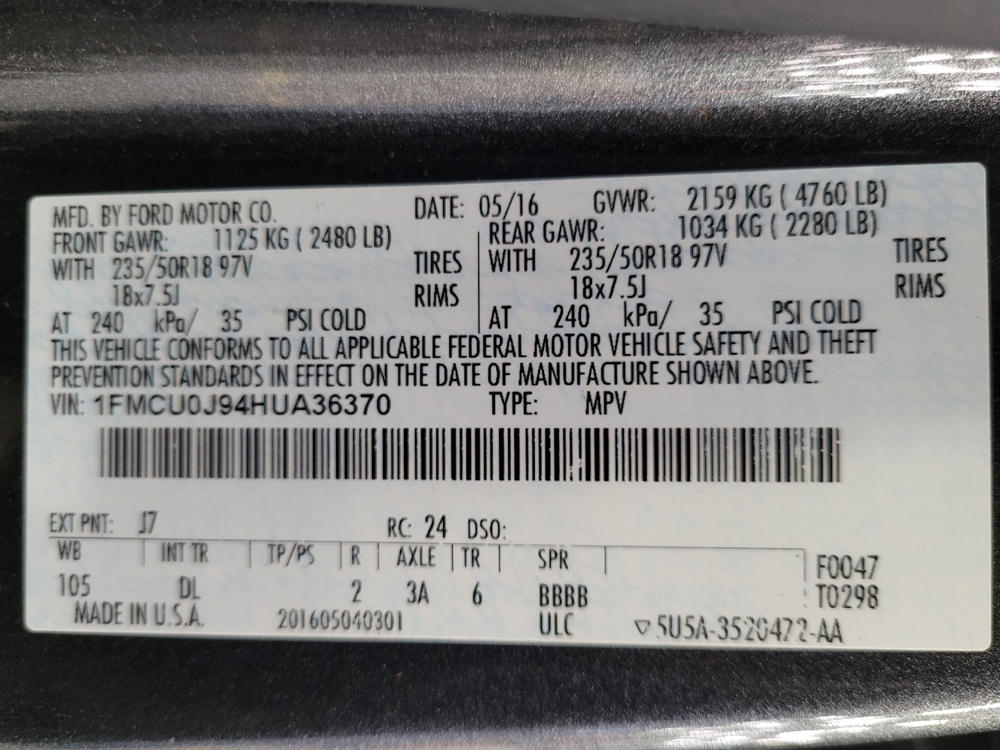 MFD. BY FORD MOTOR CO. DATE: 05/16 GVWR: 2159 KG ( 4760 LB)
FRONT GAWR: 1125 KG ( 2480 LB) REAR GAWR: 1034 KG ( 2280 LB)
WITH 235/50R18 97V TIRES WITH 235/50R18 97V TIRES
18x7.5J RIMS 18x7.5J RIMS
AT 240 kPa/ 35 PSI COLD AT 240 kPa/ 35 PSI COLD
THIS VEHICLE CONFORMS TO ALL APPLICABLE FEDERAL MOTOR VEHICLE SAFETY AND THEFT
PREVENTION STANDARDS IN EFFECT ON THE DATE OF MANUFACTURE SHOWN ABOVE.
VIN: 1FMCU0J94HUA36370 TYPE: MPV
EXT PNT: J7 RC: 24 DSO:
WB INT TR TP/PS R AXLE TR SPR F0047
105 DL 2 3A 6 BBBB T0298
MADE IN U.S.A. 201605040301 ULC ▽5U5A-3520472-AA